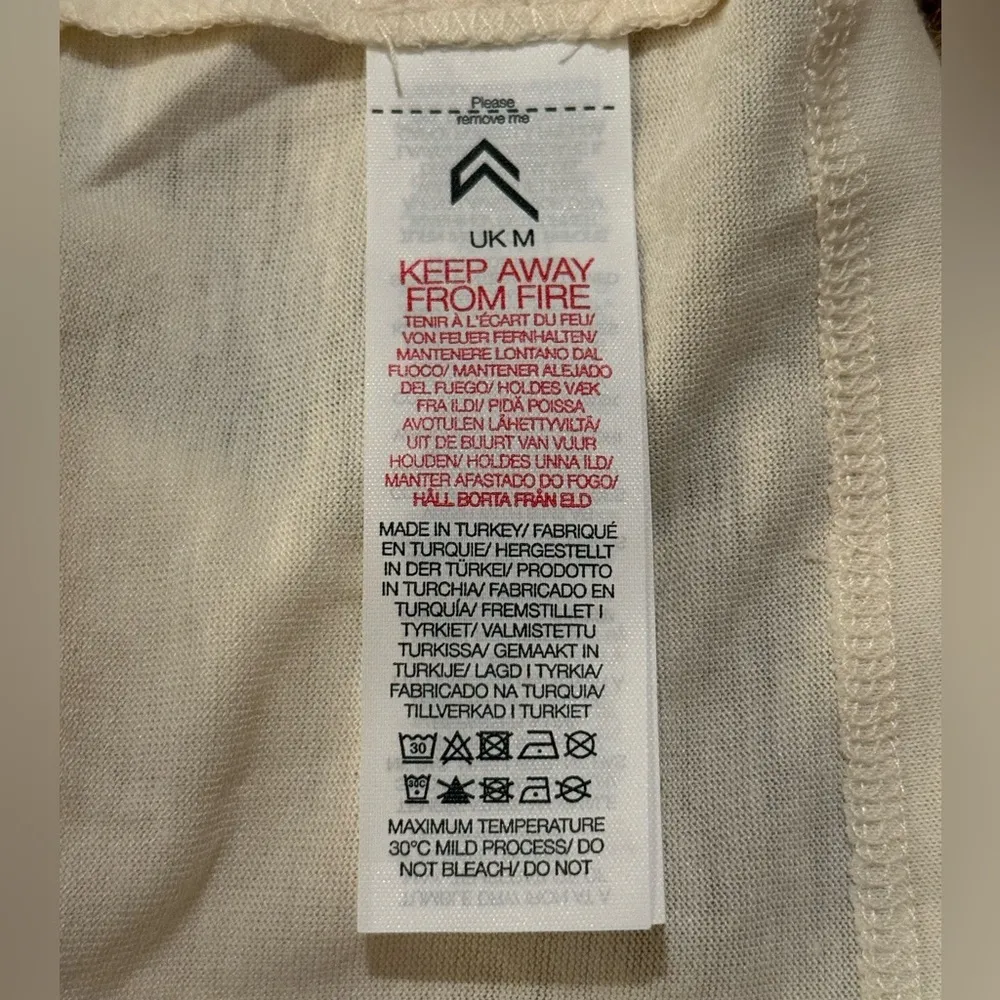 Please
remove me
UK M
KEEP AWAY
FROM FIRE
TENIR À L'ÉCART DU FEU/
VON FEUER FERNHALTEN/
MANTENERE LONTANO DAL
FUOCO/ MANTENER ALEJADO
DEL FUEGO/ HOLDES VÆK
FRA ILD/ PIDÄ POISSA
AVOTULEN LÄHETTYVILTÄ/
UIT DE BUURT VAN VUUR
HOUDEN/ HOLDES UNNA ILD/
MANTER AFASTADO DO FOGO/
HÅLL BORTA FRÅN ELD
MADE IN TURKEY/ FABRIQUÉ
EN TURQUIE/ HERGESTELLT
IN DER TÜRKEI/ PRODOTTO
IN TURCHIA/ FABRICADO EN
TURQUÍA/ FREMSTILLET I
TYRKIET/ VALMISTETTU
TURKISSA/ GEMAAKT IN
TURKIJE/ LAGD I TYRKIA/
FABRICADO NA TURQUIA/
TILLVERKAD I TURKIET
30
30C
MAXIMUM TEMPERATURE
30°C MILD PROCESS/ DO
NOT BLEACH/ DO NOT